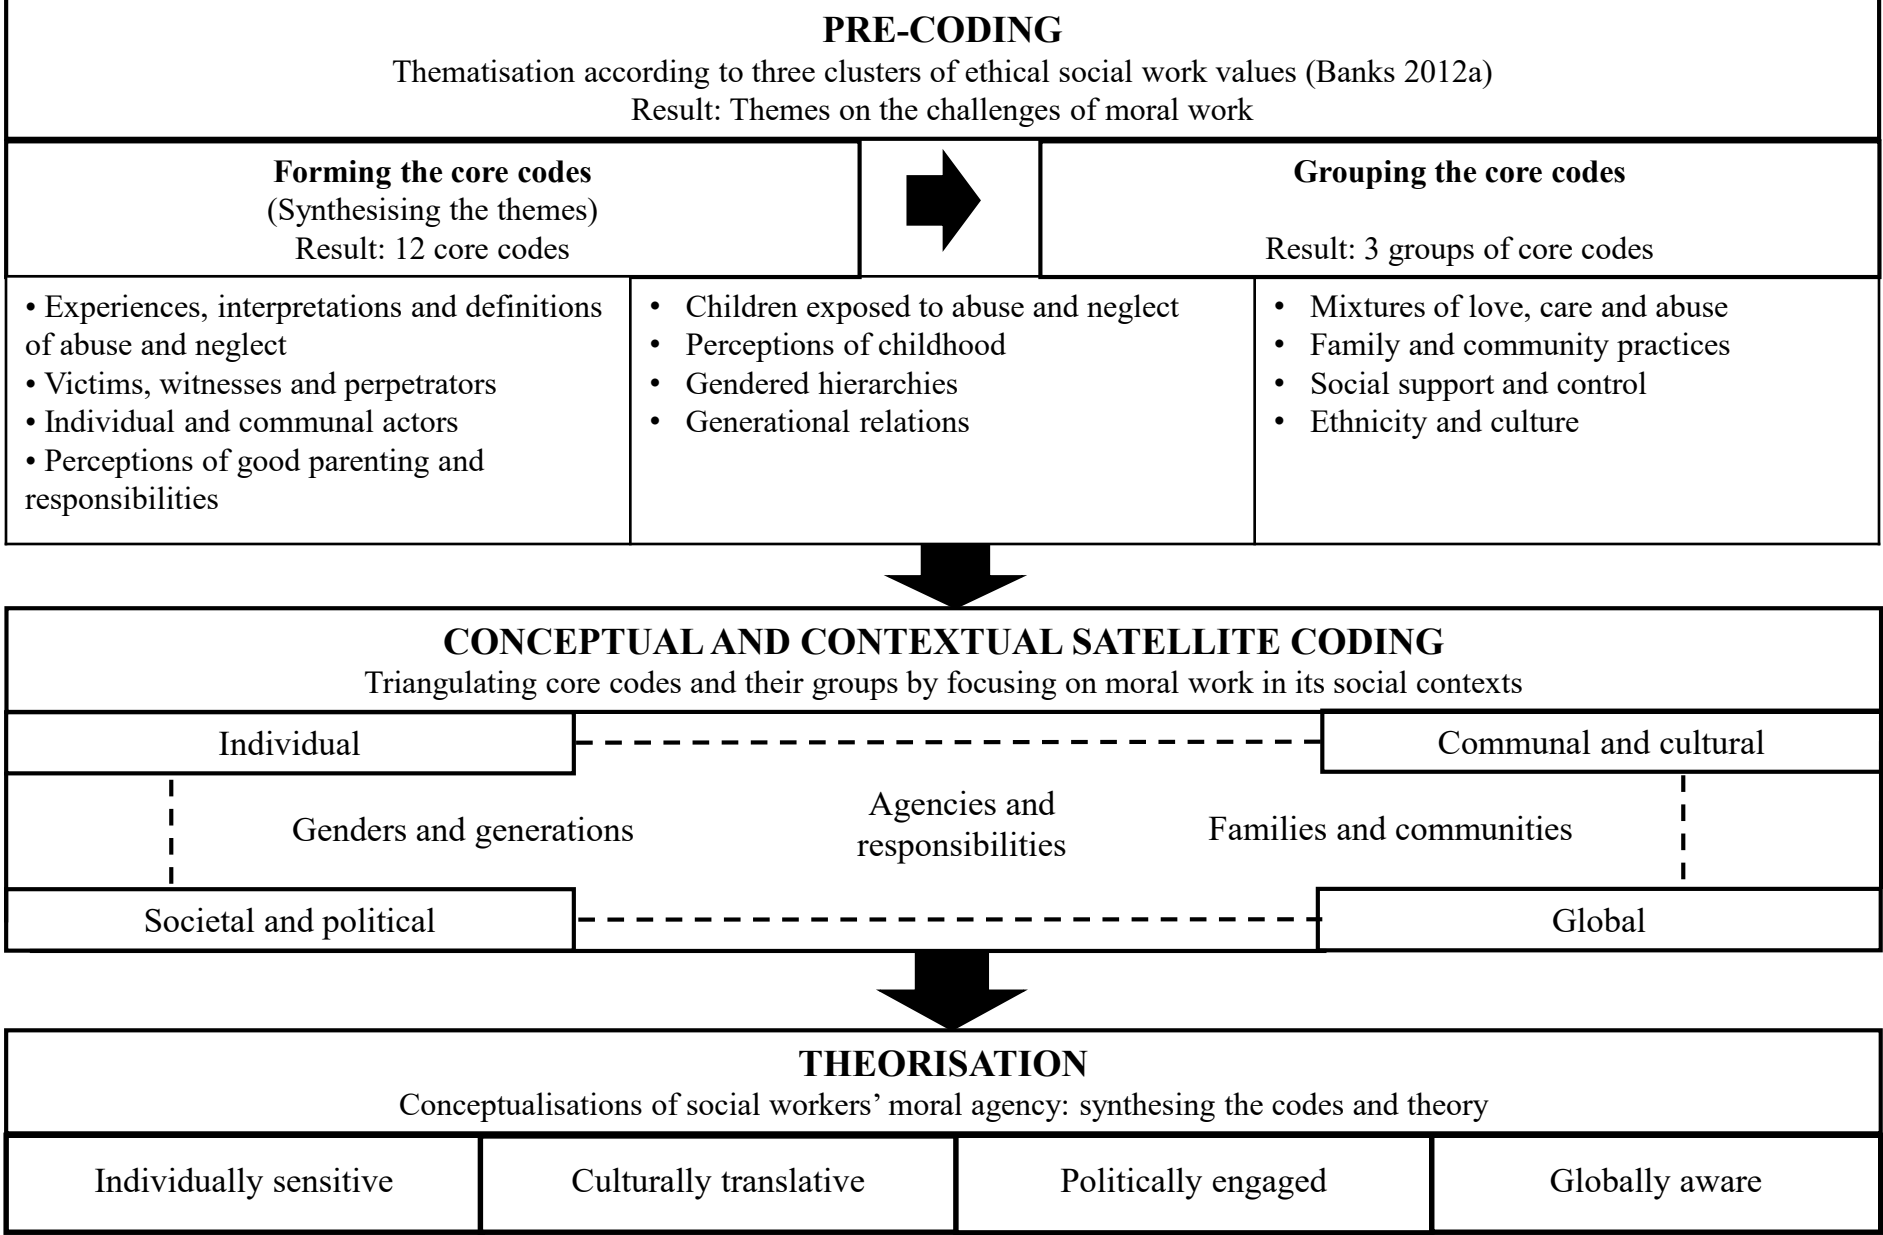 PRE-CODING
Thematisation according to three clusters of ethical social work values (Banks 2012a)
Result: Themes on the challenges of moral work
Forming the core codes
(Synthesising the themes)
Result: 12 core codes
Grouping the core codes
Result: 3 groups of core codes
• Experiences, interpretations and definitions
of abuse and neglect
• Victims, witnesses and perpetrators
• Individual and communal actors
• Perceptions of good parenting and
responsibilities
• Children exposed to abuse and neglect
• Perceptions of childhood
• Gendered hierarchies
• Generational relations
• Mixtures of love, care and abuse
• Family and community practices
• Social support and control
• Ethnicity and culture
CONCEPTUAL AND CONTEXTUAL SATELLITE CODING
Triangulating core codes and their groups by focusing on moral work in its social contexts
Individual
Communal and cultural
Genders and generations
Agencies and
responsibilities
Families and communities
Societal and political
Global
THEORISATION
Conceptualisations of social workers’ moral agency: synthesing the codes and theory
Individually sensitive
Culturally translative
Politically engaged
Globally aware